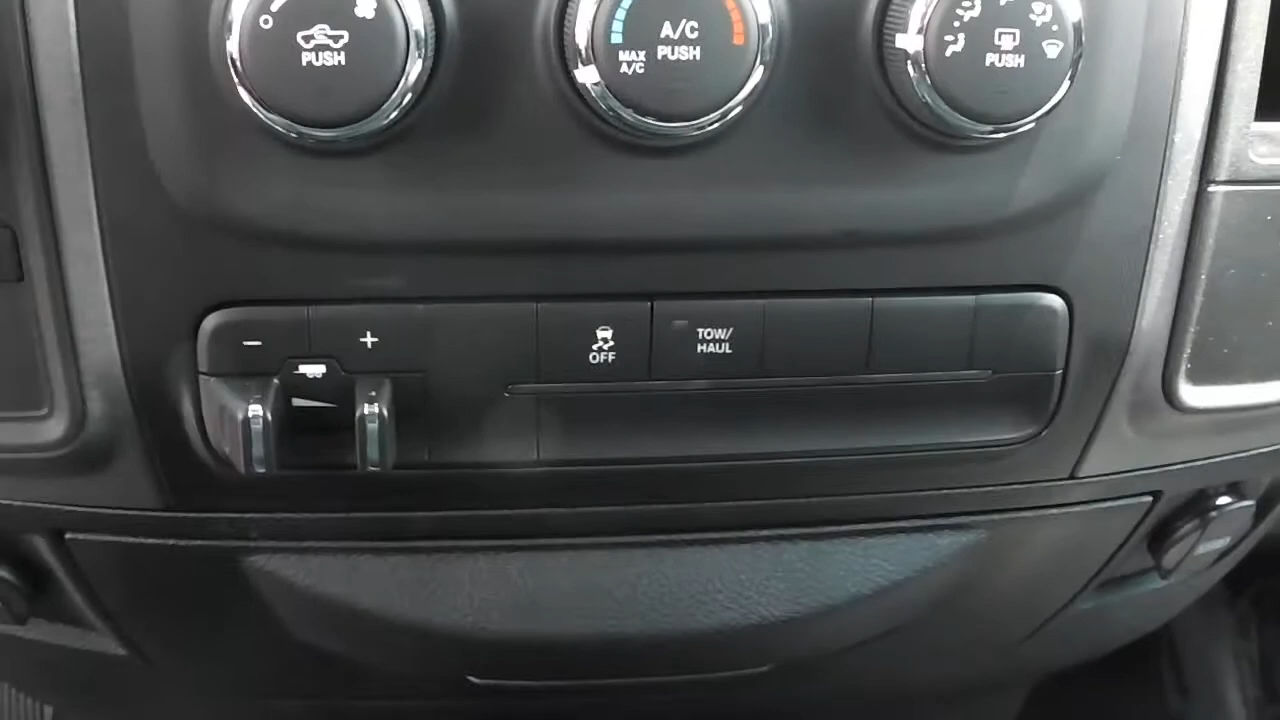 PUSH
A/C
PUSH
MAX
A/C
PUSH
− +
OFF
TOW/
HAUL